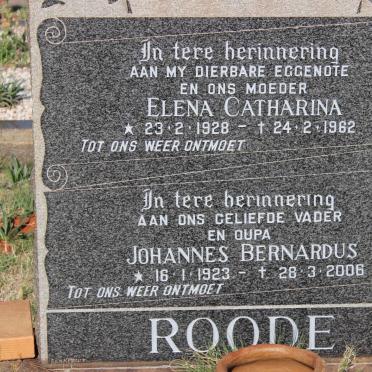 In tere herinnering
AAN MY DIERBARE EGGENOTE
EN ONS MOEDER
ELENA CATHARINA
★ 23·2·1928 – † 24·2·1962
TOT ONS WEER ONTMOET
In tere herinnering
AAN ONS GELIEFDE VADER
EN OUPA
JOHANNES BERNARDUS
★ 16·1·1923 – † 28·3·2006
TOT ONS WEER ONTMOET
ROODE